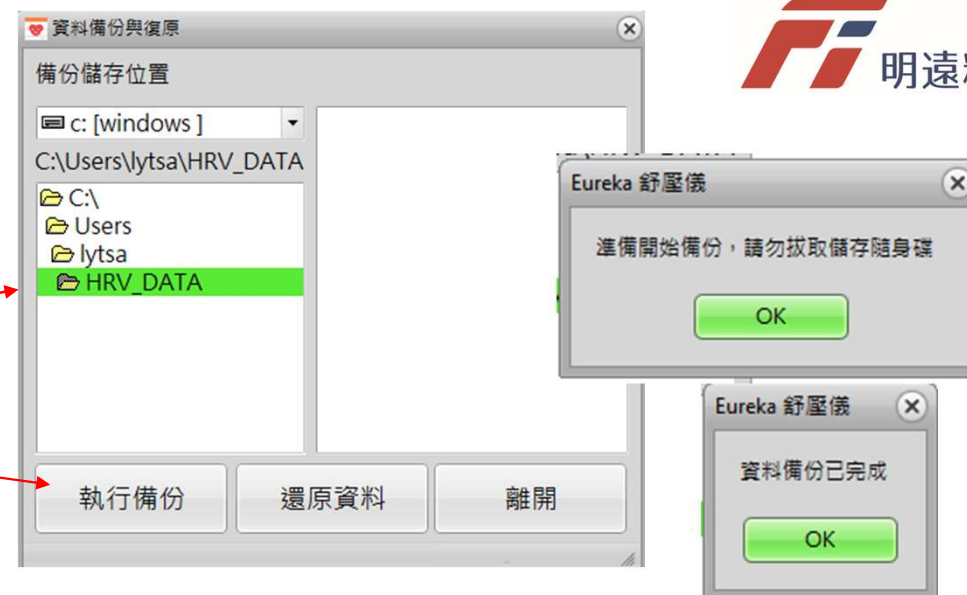 資料備份與復原
備份儲存位置
c: [windows ]
C:\Users\lytsa\HRV_DATA
C:\
Users
lytsa
HRV_DATA
執行備份
還原資料
離開
明遠
Eureka 舒壓儀
準備開始備份，請勿拔取儲存隨身碟
OK
Eureka 舒壓儀
資料備份已完成
OK